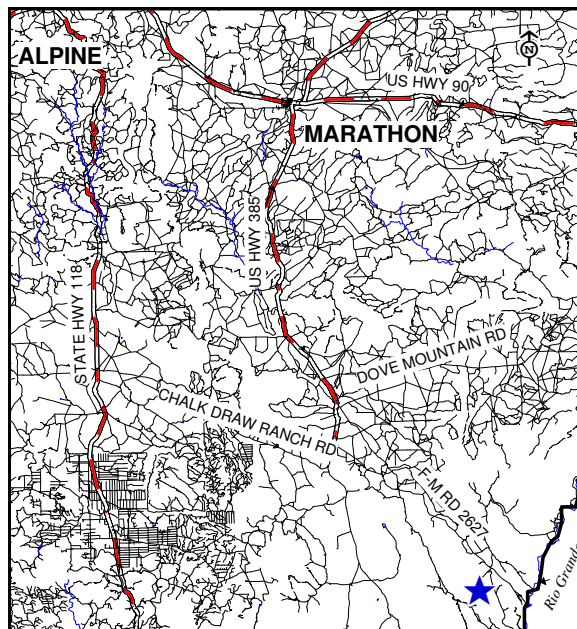 ALPINE
N
US HWY 90
MARATHON
US HWY 385
STATE HWY 118
DOVE MOUNTAIN RD
CHALK DRAW RANCH RD
F-M RD 2627
Rio Grande